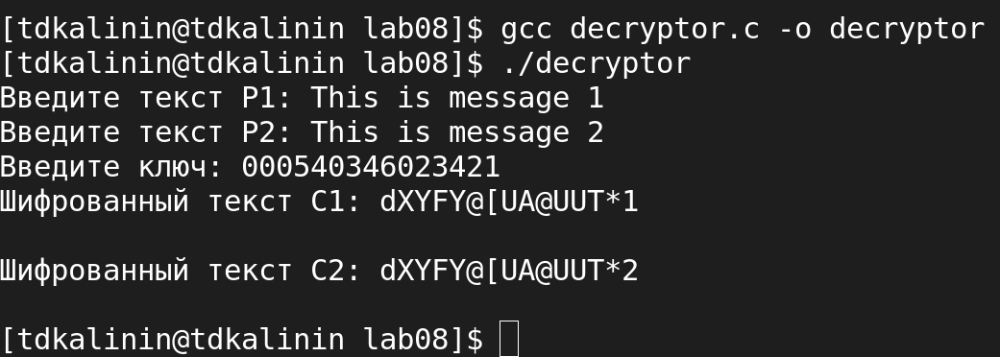 [tdkalinin@tdkalinin lab08]$ gcc decryptor.c -o decryptor
[tdkalinin@tdkalinin lab08]$ ./decryptor
Введите текст P1: This is message 1
Введите текст P2: This is message 2
Введите ключ: 000540346023421
Шифрованный текст C1: dXYFY@[UA@UUT*1
Шифрованный текст C2: dXYFY@[UA@UUT*2
[tdkalinin@tdkalinin lab08]$